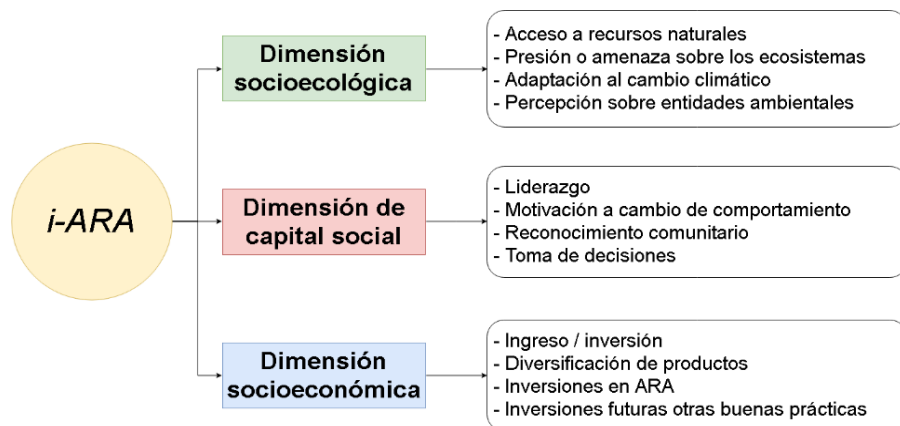 i-ARA
Dimensión
socioecológica
- Acceso a recursos naturales
- Presión o amenaza sobre los ecosistemas
- Adaptación al cambio climático
- Percepción sobre entidades ambientales
Dimensión de
capital social
- Liderazgo
- Motivación a cambio de comportamiento
- Reconocimiento comunitario
- Toma de decisiones
Dimensión
socioeconómica
- Ingreso / inversión
- Diversificación de productos
- Inversiones en ARA
- Inversiones futuras otras buenas prácticas